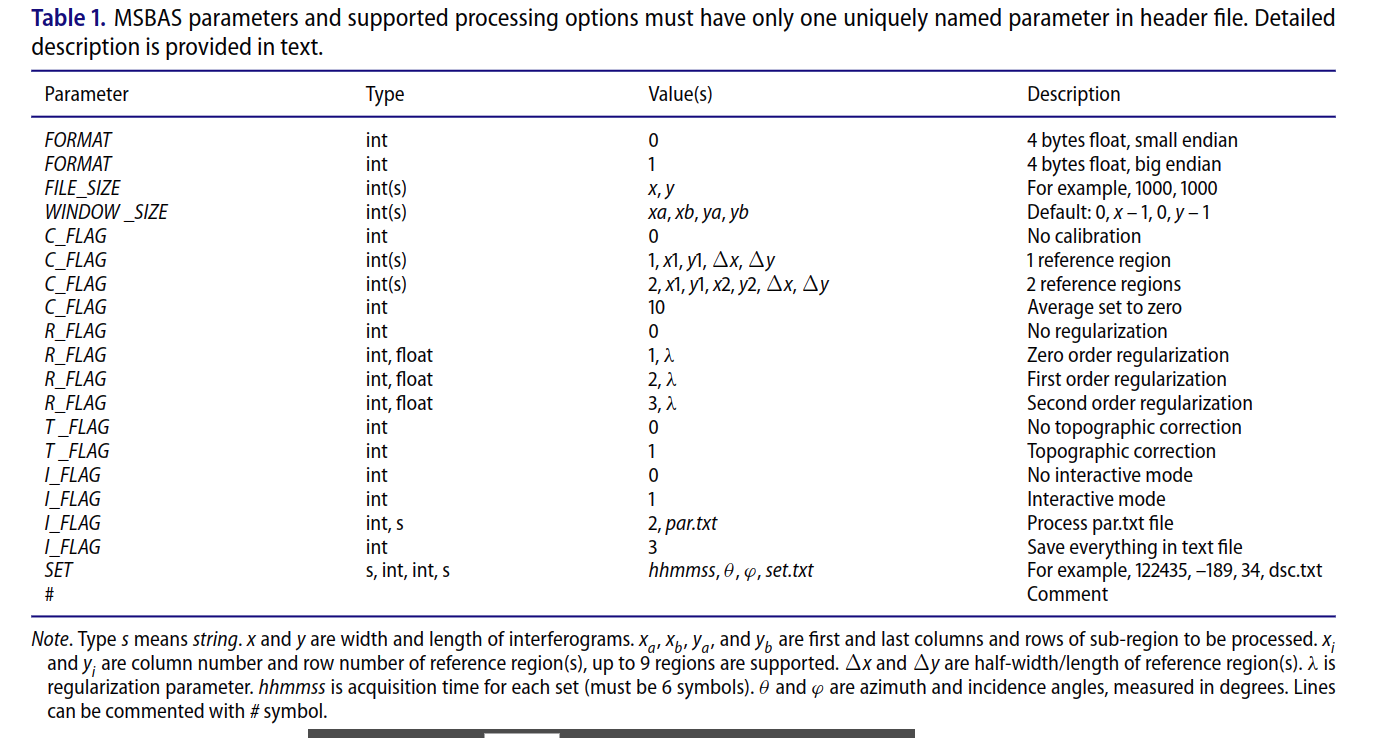 Table 1. MSBAS parameters and supported processing options must have only one uniquely named parameter in header file. Detailed
description is provided in text.
Parameter Type Value(s) Description
FORMAT int 0 4 bytes float, small endian
FORMAT int 1 4 bytes float, big endian
FILE_SIZE int(s) x, y For example, 1000, 1000
WINDOW _SIZE int(s) xa, xb, ya, yb Default: 0, x – 1, 0, y – 1
C_FLAG int 0 No calibration
C_FLAG int(s) 1, x1, y1, Δx, Δy 1 reference region
C_FLAG int(s) 2, x1, y1, x2, y2, Δx, Δy 2 reference regions
C_FLAG int 10 Average set to zero
R_FLAG int 0 No regularization
R_FLAG int, float 1, λ Zero order regularization
R_FLAG int, float 2, λ First order regularization
R_FLAG int, float 3, λ Second order regularization
T _FLAG int 0 No topographic correction
T _FLAG int 1 Topographic correction
I_FLAG int 0 No interactive mode
I_FLAG int 1 Interactive mode
I_FLAG int, s 2, par.txt Process par.txt file
I_FLAG int 3 Save everything in text file
SET s, int, int, s hhmmss, θ, φ, set.txt For example, 122435, –189, 34, dsc.txt
# Comment
Note. Type s means string. x and y are width and length of interferograms. xa, xb, ya, and yb are first and last columns and rows of sub-region to be processed. xi
and yi are column number and row number of reference region(s), up to 9 regions are supported. Δx and Δy are half-width/length of reference region(s). λ is
regularization parameter. hhmmss is acquisition time for each set (must be 6 symbols). θ and φ are azimuth and incidence angles, measured in degrees. Lines
can be commented with # symbol.